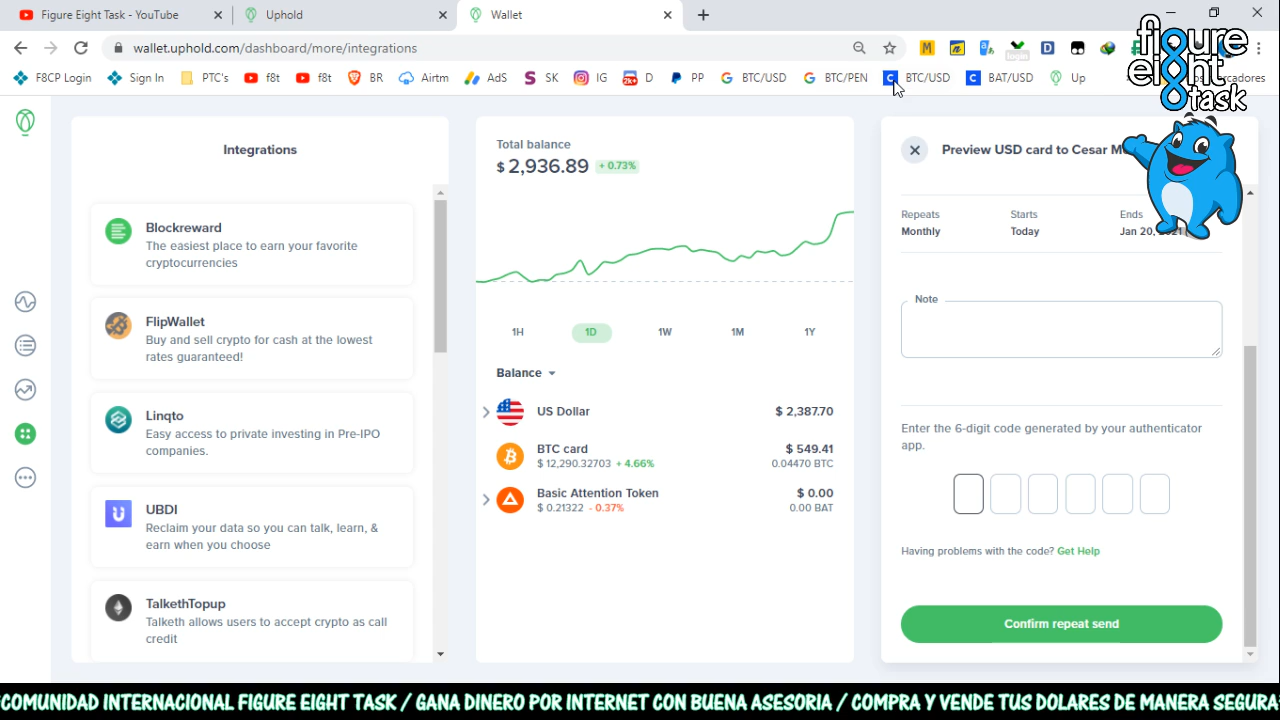 Figure Eight Task - YouTube
Uphold
Wallet
wallet.uphold.com/dashboard/more/integrations
F8CP Login
Sign In
PTC's
f8t
f8t
BR
Airtm
AdS
SK
IG
D
PP
BTC/USD
BTC/PEN
BTC/USD
BAT/USD
Up
figure
eight
task
Integrations
Blockreward
The easiest place to earn your favorite
cryptocurrencies
FlipWallet
Buy and sell crypto for cash at the lowest
rates guaranteed!
Linqto
Easy access to private investing in Pre-IPO
companies.
UBDI
Reclaim your data so you can talk, learn, &
earn when you choose
TalkethTopup
Talketh allows users to accept crypto as call
credit
Total balance
$ 2,936.89 + 0.73%
1H 1D 1W 1M 1Y
Balance
US Dollar $ 2,387.70
BTC card $ 549.41
$ 12,290.32703 + 4.66% 0.04470 BTC
Basic Attention Token $ 0.00
$ 0.21322 - 0.37% 0.00 BAT
Preview USD card to Cesar
Repeats Starts Ends
Monthly Today Jan 20,
Note
Enter the 6-digit code generated by your authenticator
app.
Having problems with the code? Get Help
Confirm repeat send
COMUNIDAD INTERNACIONAL FIGURE EIGHT TASK / GANA DINERO POR INTERNET CON BUENA ASESORIA / COMPRA Y VENDE TUS DOLARES DE MANERA SEGURA